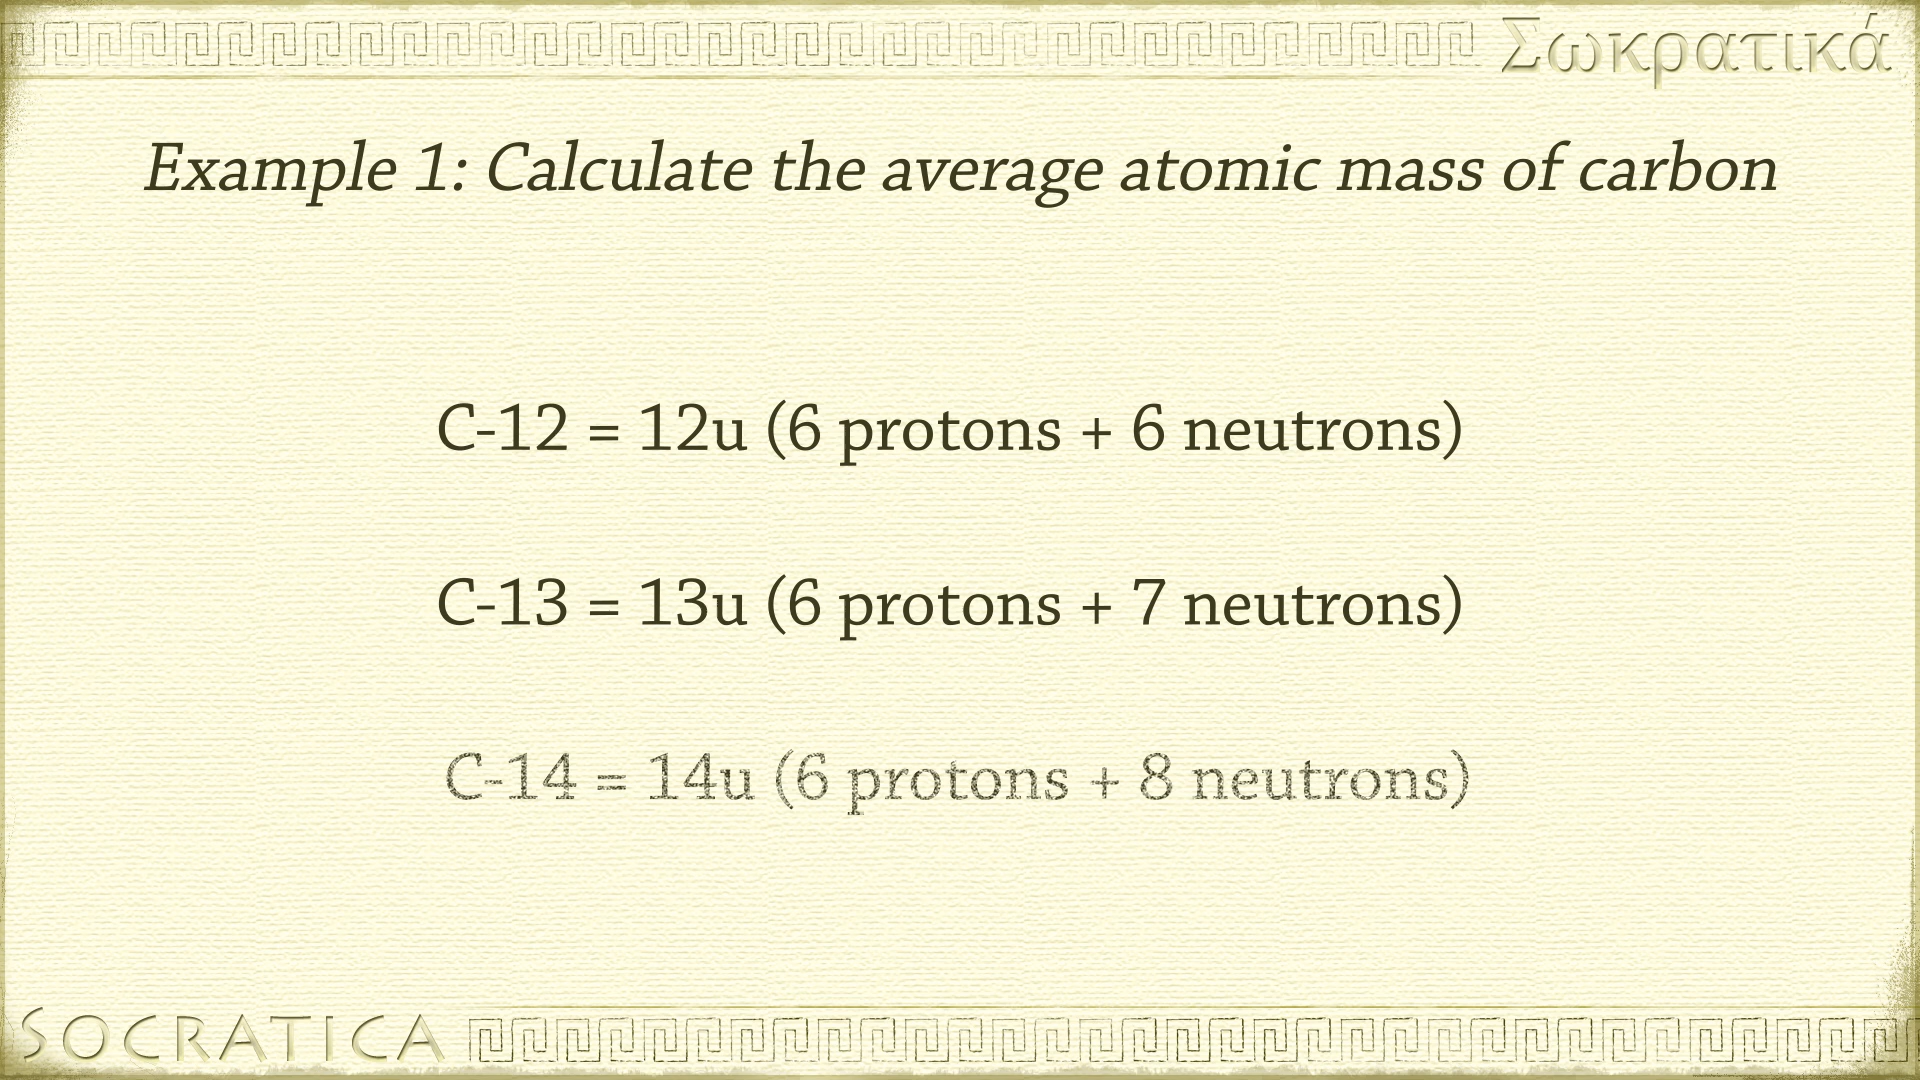 Σωκρατικά
Example 1: Calculate the average atomic mass of carbon
C-12 = 12u (6 protons + 6 neutrons)
C-13 = 13u (6 protons + 7 neutrons)
C-14 = 14u (6 protons + 8 neutrons)
SOCRATICA